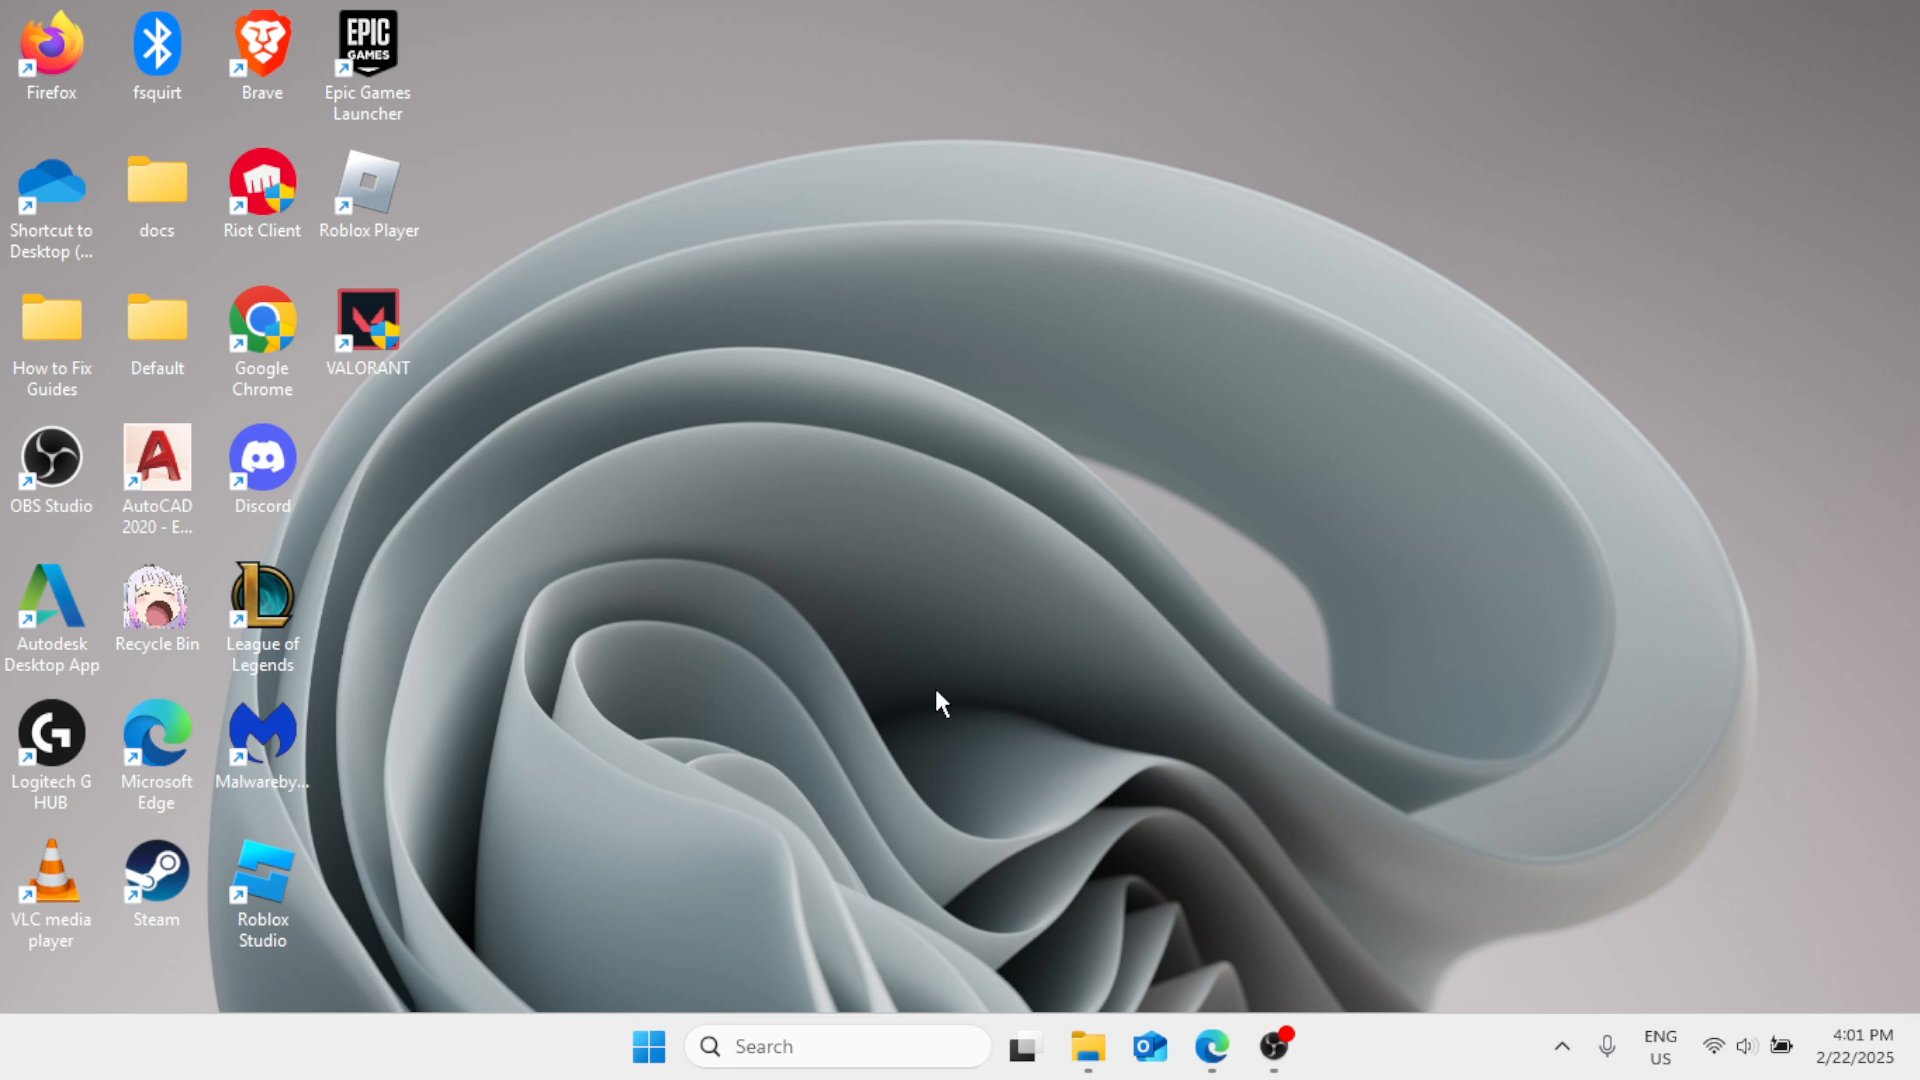 Firefox
fsquirt
Brave
EPIC
GAMES
Epic Games
Launcher
Shortcut to
Desktop (...
docs
Riot Client
Roblox Player
How to Fix
Guides
Default
Google
Chrome
VALORANT
OBS Studio
AutoCAD
2020 - E...
Discord
Autodesk
Desktop App
Recycle Bin
League of
Legends
Logitech G
HUB
Microsoft
Edge
Malwareby...
VLC media
player
Steam
Roblox
Studio
Search
ENG
US
4:01 PM
2/22/2025